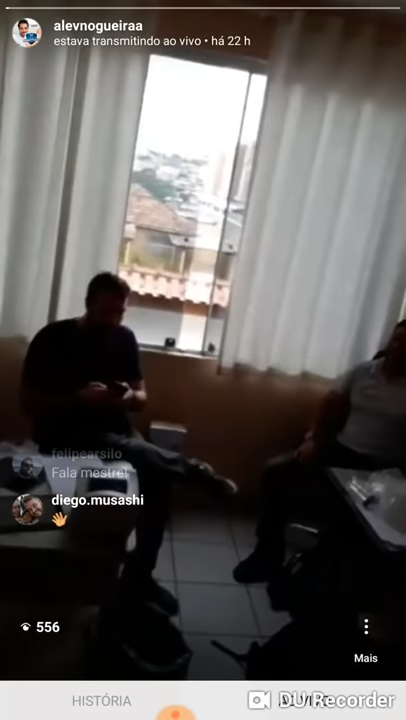 alevnogueiraa
estava transmitindo ao vivo • há 22 h
felipearsilo
Fala mestre!
diego.musashi
👋
556
Mais
HISTÓRIA
DU Recorder